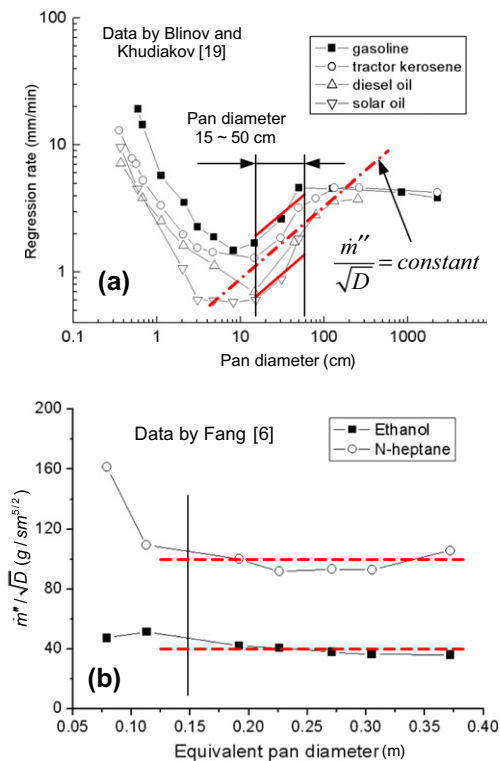 100
Data by Blinov and
Khudiakov [19]
gasoline
tractor kerosene
diesel oil
solar oil
Pan diameter
15 ~ 50 cm
10
1
Regression rate (mm/min)
(a)
ṁ″/√D = constant
0.1 1 10 100 1000
Pan diameter (cm)
200
Data by Fang [6]
Ethanol
N-heptane
160
120
80
40
0
ṁ″/√D (g/sm^5/2)
(b)
0.05 0.10 0.15 0.20 0.25 0.30 0.35 0.40
Equivalent pan diameter (m)